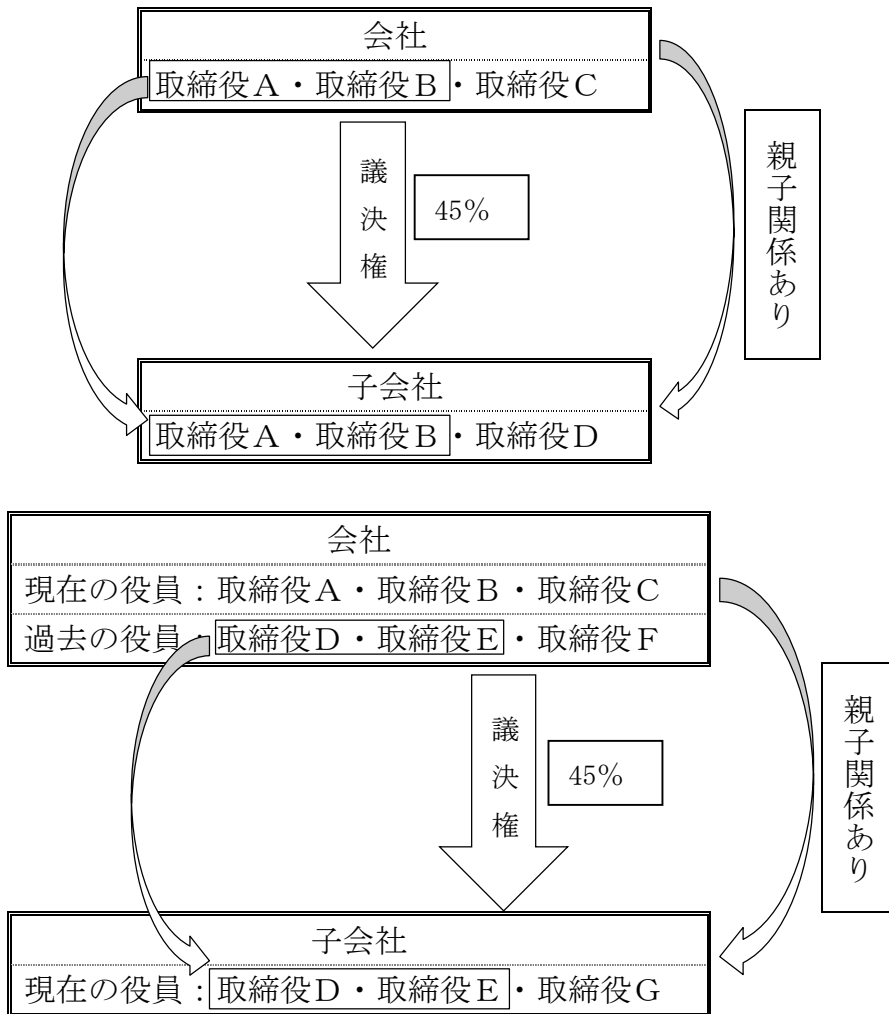 会社
取締役A・取締役B・取締役C
議決権
45%
親子関係あり
子会社
取締役A・取締役B・取締役D
会社
現在の役員：取締役A・取締役B・取締役C
過去の役員：取締役D・取締役E・取締役F
議決権
45%
親子関係あり
子会社
現在の役員：取締役D・取締役E・取締役G